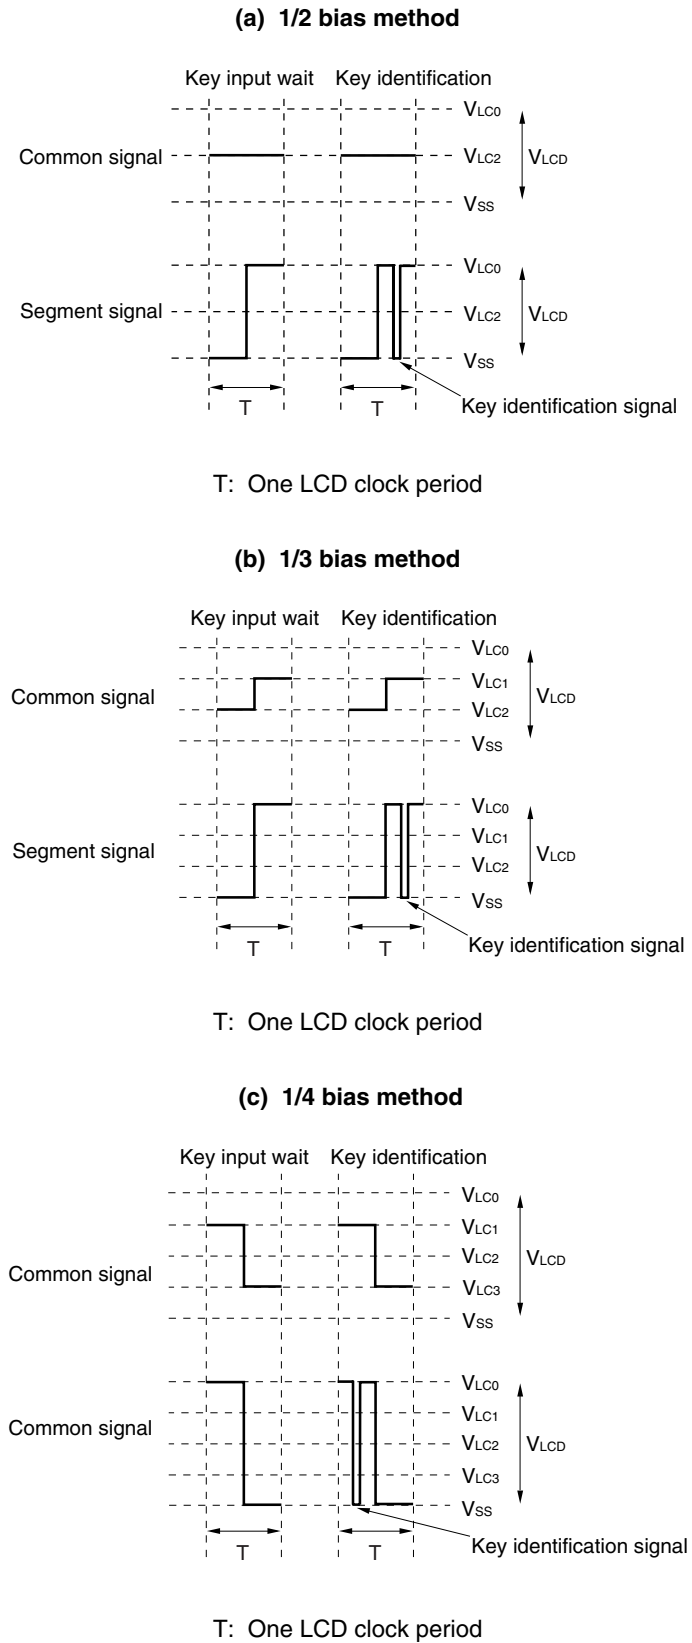 (a) 1/2 bias method
Key input wait Key identification
VLC0
Common signal VLC2 VLCD
VSS
VLC0
Segment signal VLC2 VLCD
VSS
T T Key identification signal
T: One LCD clock period
(b) 1/3 bias method
Key input wait Key identification
VLC0
VLC1
Common signal VLCD
VLC2
VSS
VLC0
VLC1
Segment signal VLCD
VLC2
VSS
T T Key identification signal
T: One LCD clock period
(c) 1/4 bias method
Key input wait Key identification
VLC0
VLC1
VLC2 VLCD
Common signal
VLC3
VSS
VLC0
VLC1
Common signal
VLC2 VLCD
VLC3
VSS
T T Key identification signal
T: One LCD clock period